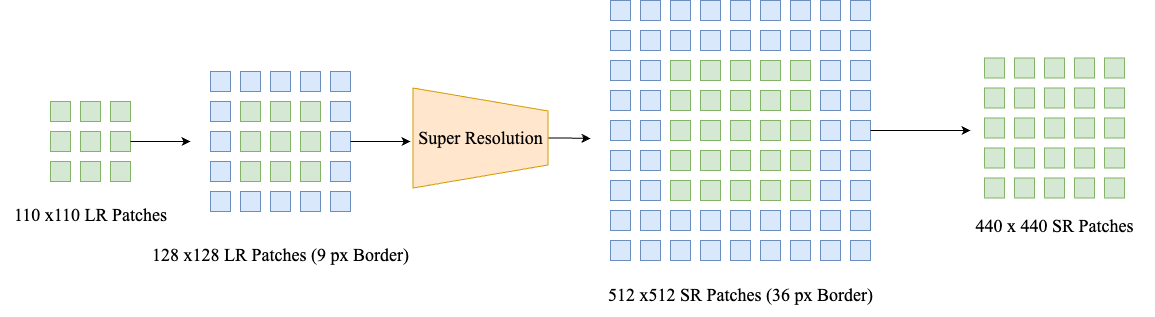 110 x110 LR Patches
128 x128 LR Patches (9 px Border)
Super Resolution
512 x512 SR Patches (36 px Border)
440 x 440 SR Patches